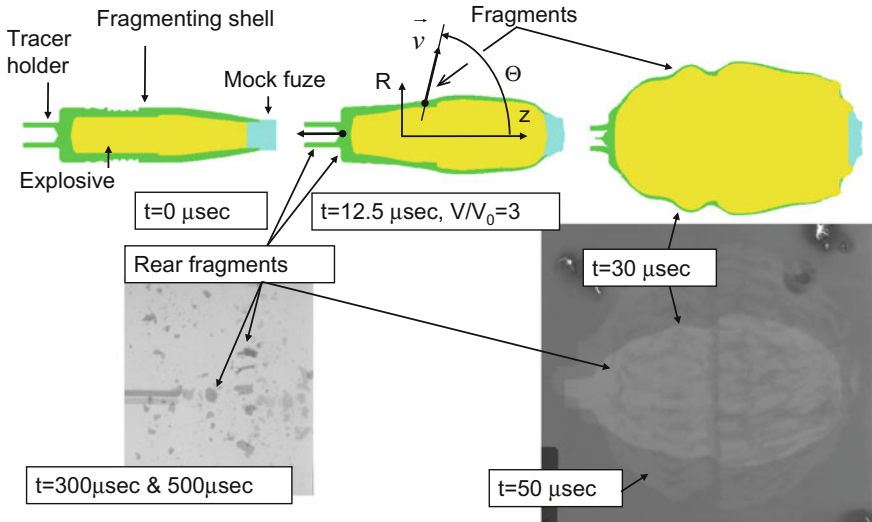 Fragmenting shell
Fragments
Tracer
holder
Mock fuze
v
Θ
R
z
Explosive
t=0 μsec
t=12.5 μsec, V/V₀=3
Rear fragments
t=30 μsec
t=300μsec & 500μsec
t=50 μsec